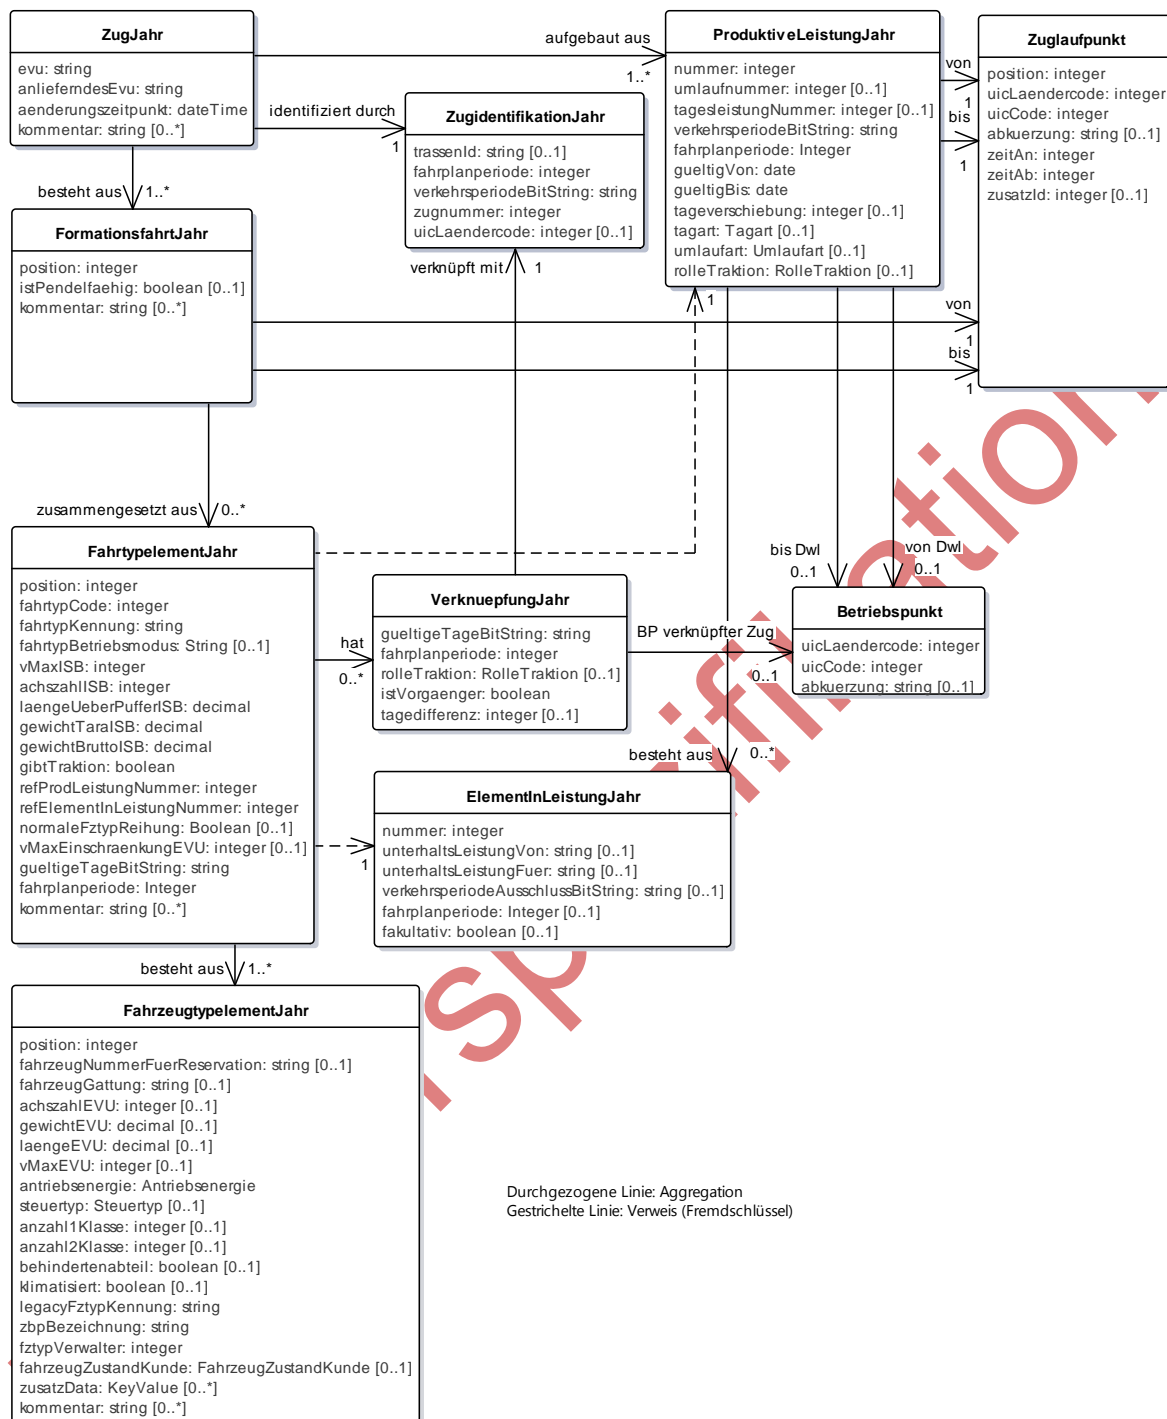 ZugJahr
evu: string
anlieferndesEvu: string
aenderungszeitpunkt: dateTime
kommentar: string [0..*]
aufgebaut aus
1..*
identifiziert durch
1
besteht aus
1..*
ProduktiveLeistungJahr
nummer: integer
umlaufnummer: integer [0..1]
tagesleistungNummer: integer [0..1]
verkehrsperiodeBitString: string
fahrplanperiode: Integer
gueltigVon: date
gueltigBis: date
tageverschiebung: integer [0..1]
tagart: Tagart [0..1]
umlaufart: Umlaufart [0..1]
rolleTraktion: RolleTraktion [0..1]
von
1
bis
1
Zuglaufpunkt
position: integer
uicLaendercode: integer
uicCode: integer
abkuerzung: string [0..1]
zeitAn: integer
zeitAb: integer
zusatzId: integer [0..1]
ZugidentifikationJahr
trassenId: string [0..1]
fahrplanperiode: integer
verkehrsperiodeBitString: string
zugnummer: integer
uicLaendercode: integer [0..1]
verknüpft mit
1
FormationsfahrtJahr
position: integer
istPendelfaehig: boolean [0..1]
kommentar: string [0..*]
1
von
1
bis
1
zusammengesetzt aus
0..*
FahrtypelementJahr
position: integer
fahrtypCode: integer
fahrtypKennung: string
fahrtypBetriebsmodus: String [0..1]
vMaxISB: integer
achszahlISB: integer
laengeUeberPufferISB: decimal
gewichtTaraISB: decimal
gewichtBruttoISB: decimal
gibtTraktion: boolean
refProdLeistungNummer: integer
refElementInLeistungNummer: integer
normaleFztypReihung: Boolean [0..1]
vMaxEinschraenkungEVU: integer [0..1]
gueltigeTageBitString: string
fahrplanperiode: Integer
kommentar: string [0..*]
hat
0..*
VerknuepfungJahr
gueltigeTageBitString: string
fahrplanperiode: integer
rolleTraktion: RolleTraktion [0..1]
istVorgaenger: boolean
tagedifferenz: integer [0..1]
BP verknüpfter Zug
0..1
bis Dwl
0..1
von Dwl
0..1
Betriebspunkt
uicLaendercode: integer
uicCode: integer
abkuerzung: string [0..1]
besteht aus
0..*
ElementInLeistungJahr
nummer: integer
unterhaltsLeistungVon: string [0..1]
unterhaltsLeistungFuer: string [0..1]
verkehrsperiodeAusschlussBitString: string [0..1]
fahrplanperiode: Integer [0..1]
fakultativ: boolean [0..1]
1
besteht aus
1..*
FahrzeugtypelementJahr
position: integer
fahrzeugNummerFuerReservation: string [0..1]
fahrzeugGattung: string [0..1]
achszahlEVU: integer [0..1]
gewichtEVU: decimal [0..1]
laengeEVU: decimal [0..1]
vMaxEVU: integer [0..1]
antriebsenergie: Antriebsenergie
steuertyp: Steuertyp [0..1]
anzahl1Klasse: integer [0..1]
anzahl2Klasse: integer [0..1]
behindertenabteil: boolean [0..1]
klimatisiert: boolean [0..1]
legacyFztypKennung: string
zbpBezeichnung: string
fztypVerwalter: integer
fahrzeugZustandKunde: FahrzeugZustandKunde [0..1]
zusatzData: KeyValue [0..*]
kommentar: string [0..*]
Durchgezogene Linie: Aggregation
Gestrichelte Linie: Verweis (Fremdschlüssel)